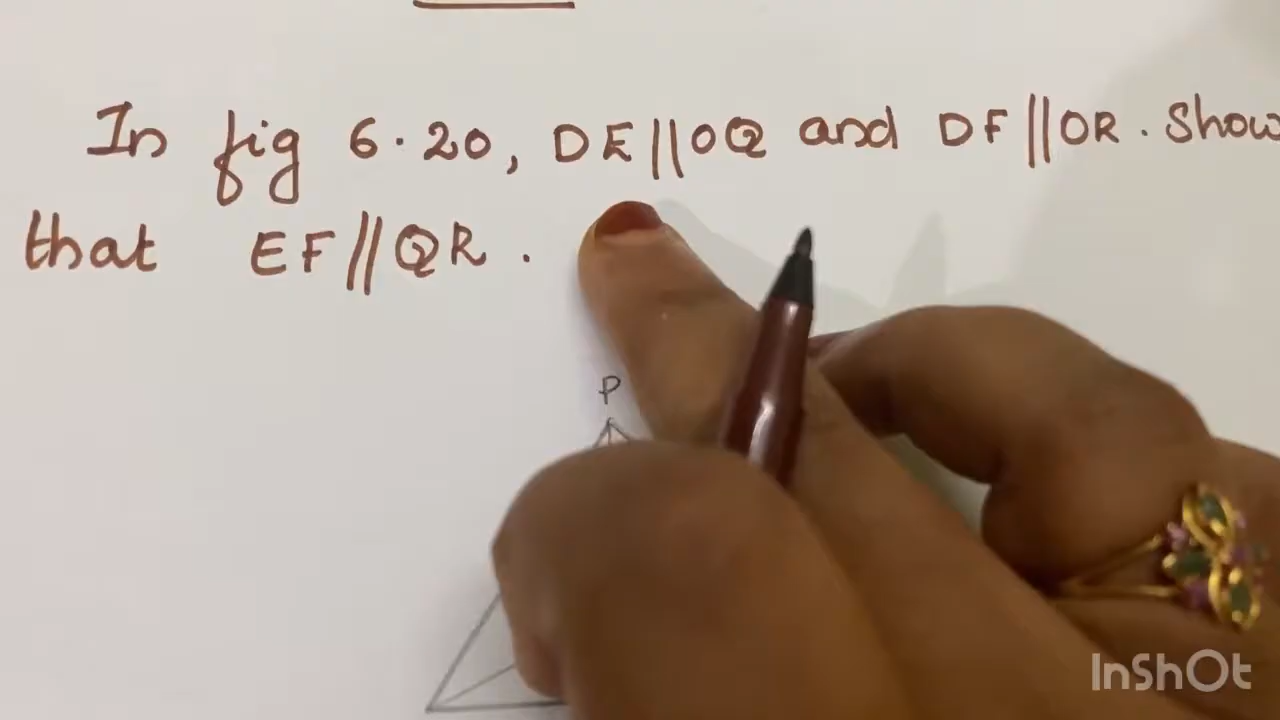 In fig 6.20, DE||OQ and DF||OR. Show
that EF||QR.
P
InShOt